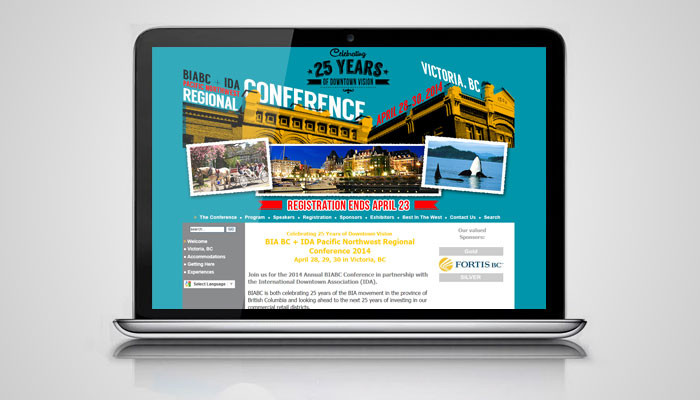 Celebrating
25 YEARS
OF DOWNTOWN VISION
BIABC + IDA
PACIFIC NORTHWEST
REGIONAL
CONFERENCE
VICTORIA, BC
APRIL 28-30, 2014
REGISTRATION ENDS APRIL 23
The Conference Program Speakers Registration Sponsors Exhibitors Best In The West Contact Us Search
GO
Welcome
Victoria, BC
Accommodations
Getting Here
Experiences
Select Language
Celebrating 25 Years of Downtown Vision
BIA BC + IDA Pacific Northwest Regional
Conference 2014
April 28, 29, 30 in Victoria, BC
Join us for the 2014 Annual BIABC Conference in partnership with
the International Downtown Association (IDA).
BIABC is both celebrating 25 years of the BIA movement in the province of
British Columbia and looking ahead to the next 25 years of investing in our
commercial retail districts.
Our valued
Sponsors:
Gold
FORTIS BC
SILVER